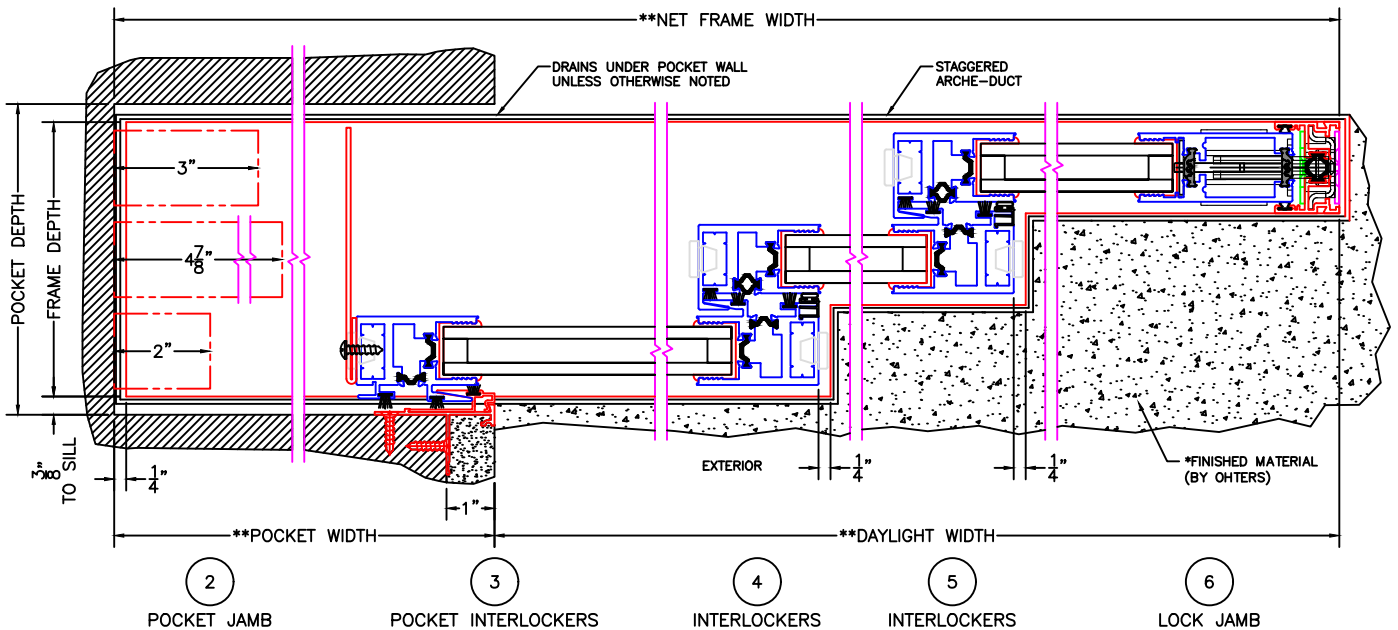 **NET FRAME WIDTH
DRAINS UNDER POCKET WALL
UNLESS OTHERWISE NOTED
STAGGERED
ARCHE-DUCT
POCKET DEPTH
FRAME DEPTH
3"
4 7/8"
2"
TO SILL
1/4"
1"
EXTERIOR
1/4"
1/4"
*FINISHED MATERIAL
(BY OHTERS)
**POCKET WIDTH
**DAYLIGHT WIDTH
2
3
4
5
6
POCKET JAMB
POCKET INTERLOCKERS
INTERLOCKERS
INTERLOCKERS
LOCK JAMB